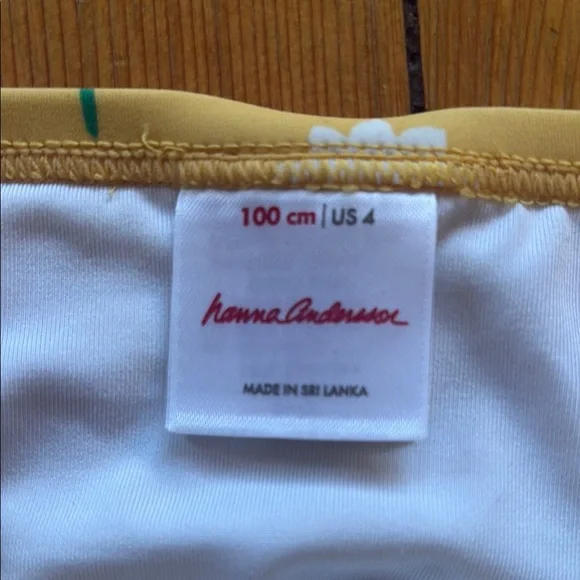 100 cm | US 4
hanna Andersson
MADE IN SRI LANKA